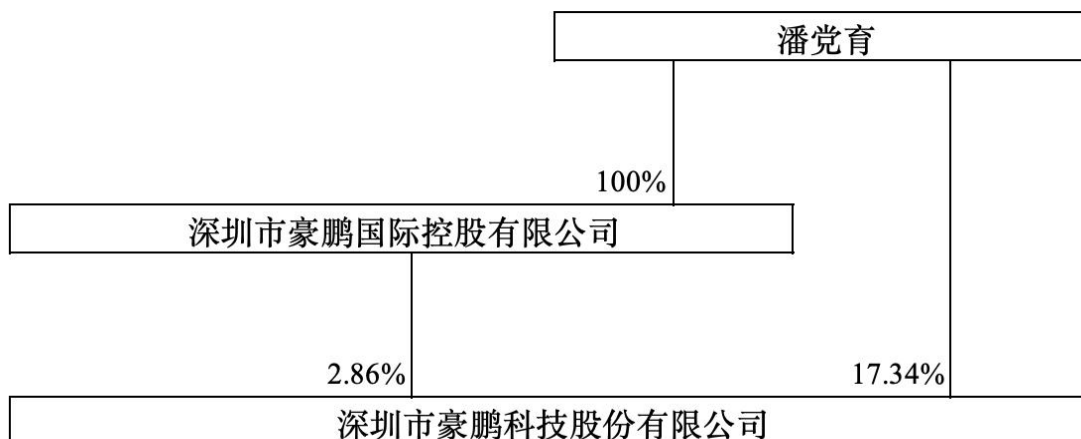 潘党育
100%
深圳市豪鹏国际控股有限公司
2.86%
17.34%
深圳市豪鹏科技股份有限公司